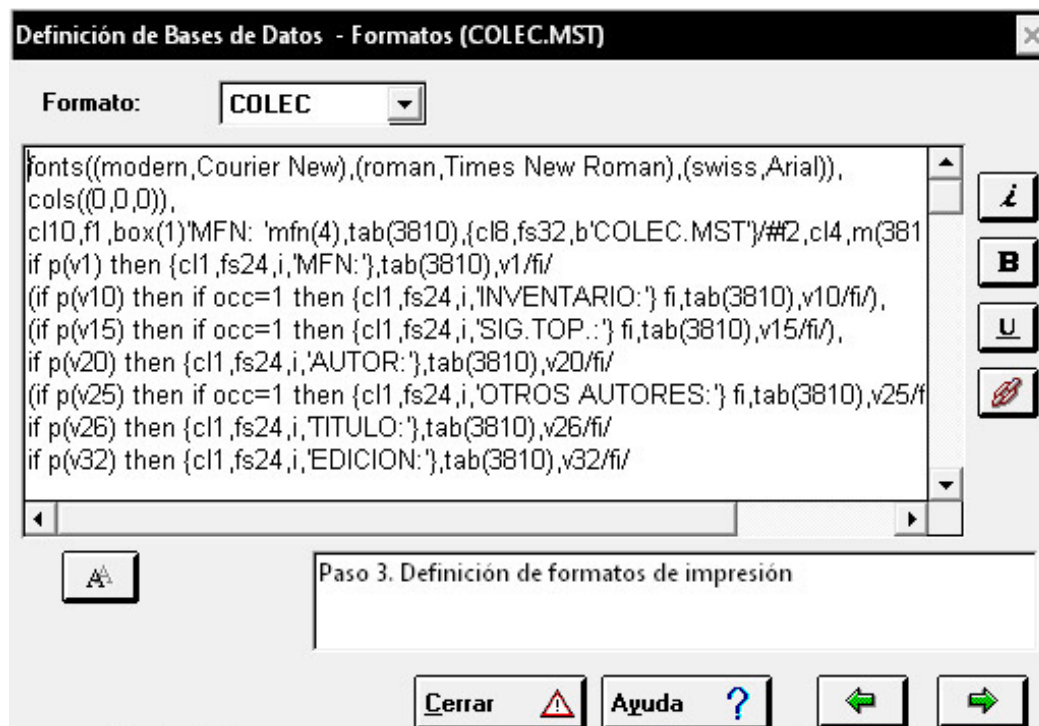 Definición de Bases de Datos - Formatos (COLEC.MST)
Formato: COLEC
fonts((modern,Courier New),(roman,Times New Roman),(swiss,Arial)),
cols((0,0,0)),
cl10,f1,box(1)'MFN: 'mfn(4),tab(3810),{cl8,fs32,b'COLEC.MST'}/##2,cl4,m(381
if p(v1) then {cl1,fs24,i,'MFN:'},tab(3810),v1/fi/
(if p(v10) then if occ=1 then {cl1,fs24,i,'INVENTARIO:'} fi,tab(3810),v10/fi/),
(if p(v15) then if occ=1 then {cl1,fs24,i,'SIG.TOP.:'} fi,tab(3810),v15/fi/),
if p(v20) then {cl1,fs24,i,'AUTOR:'},tab(3810),v20/fi/
(if p(v25) then if occ=1 then {cl1,fs24,i,'OTROS AUTORES:'} fi,tab(3810),v25/f
if p(v26) then {cl1,fs24,i,'TITULO:'},tab(3810),v26/fi/
if p(v32) then {cl1,fs24,i,'EDICION:'},tab(3810),v32/fi/
i
B
U
AA
Paso 3. Definición de formatos de impresión
Cerrar
Ayuda ?